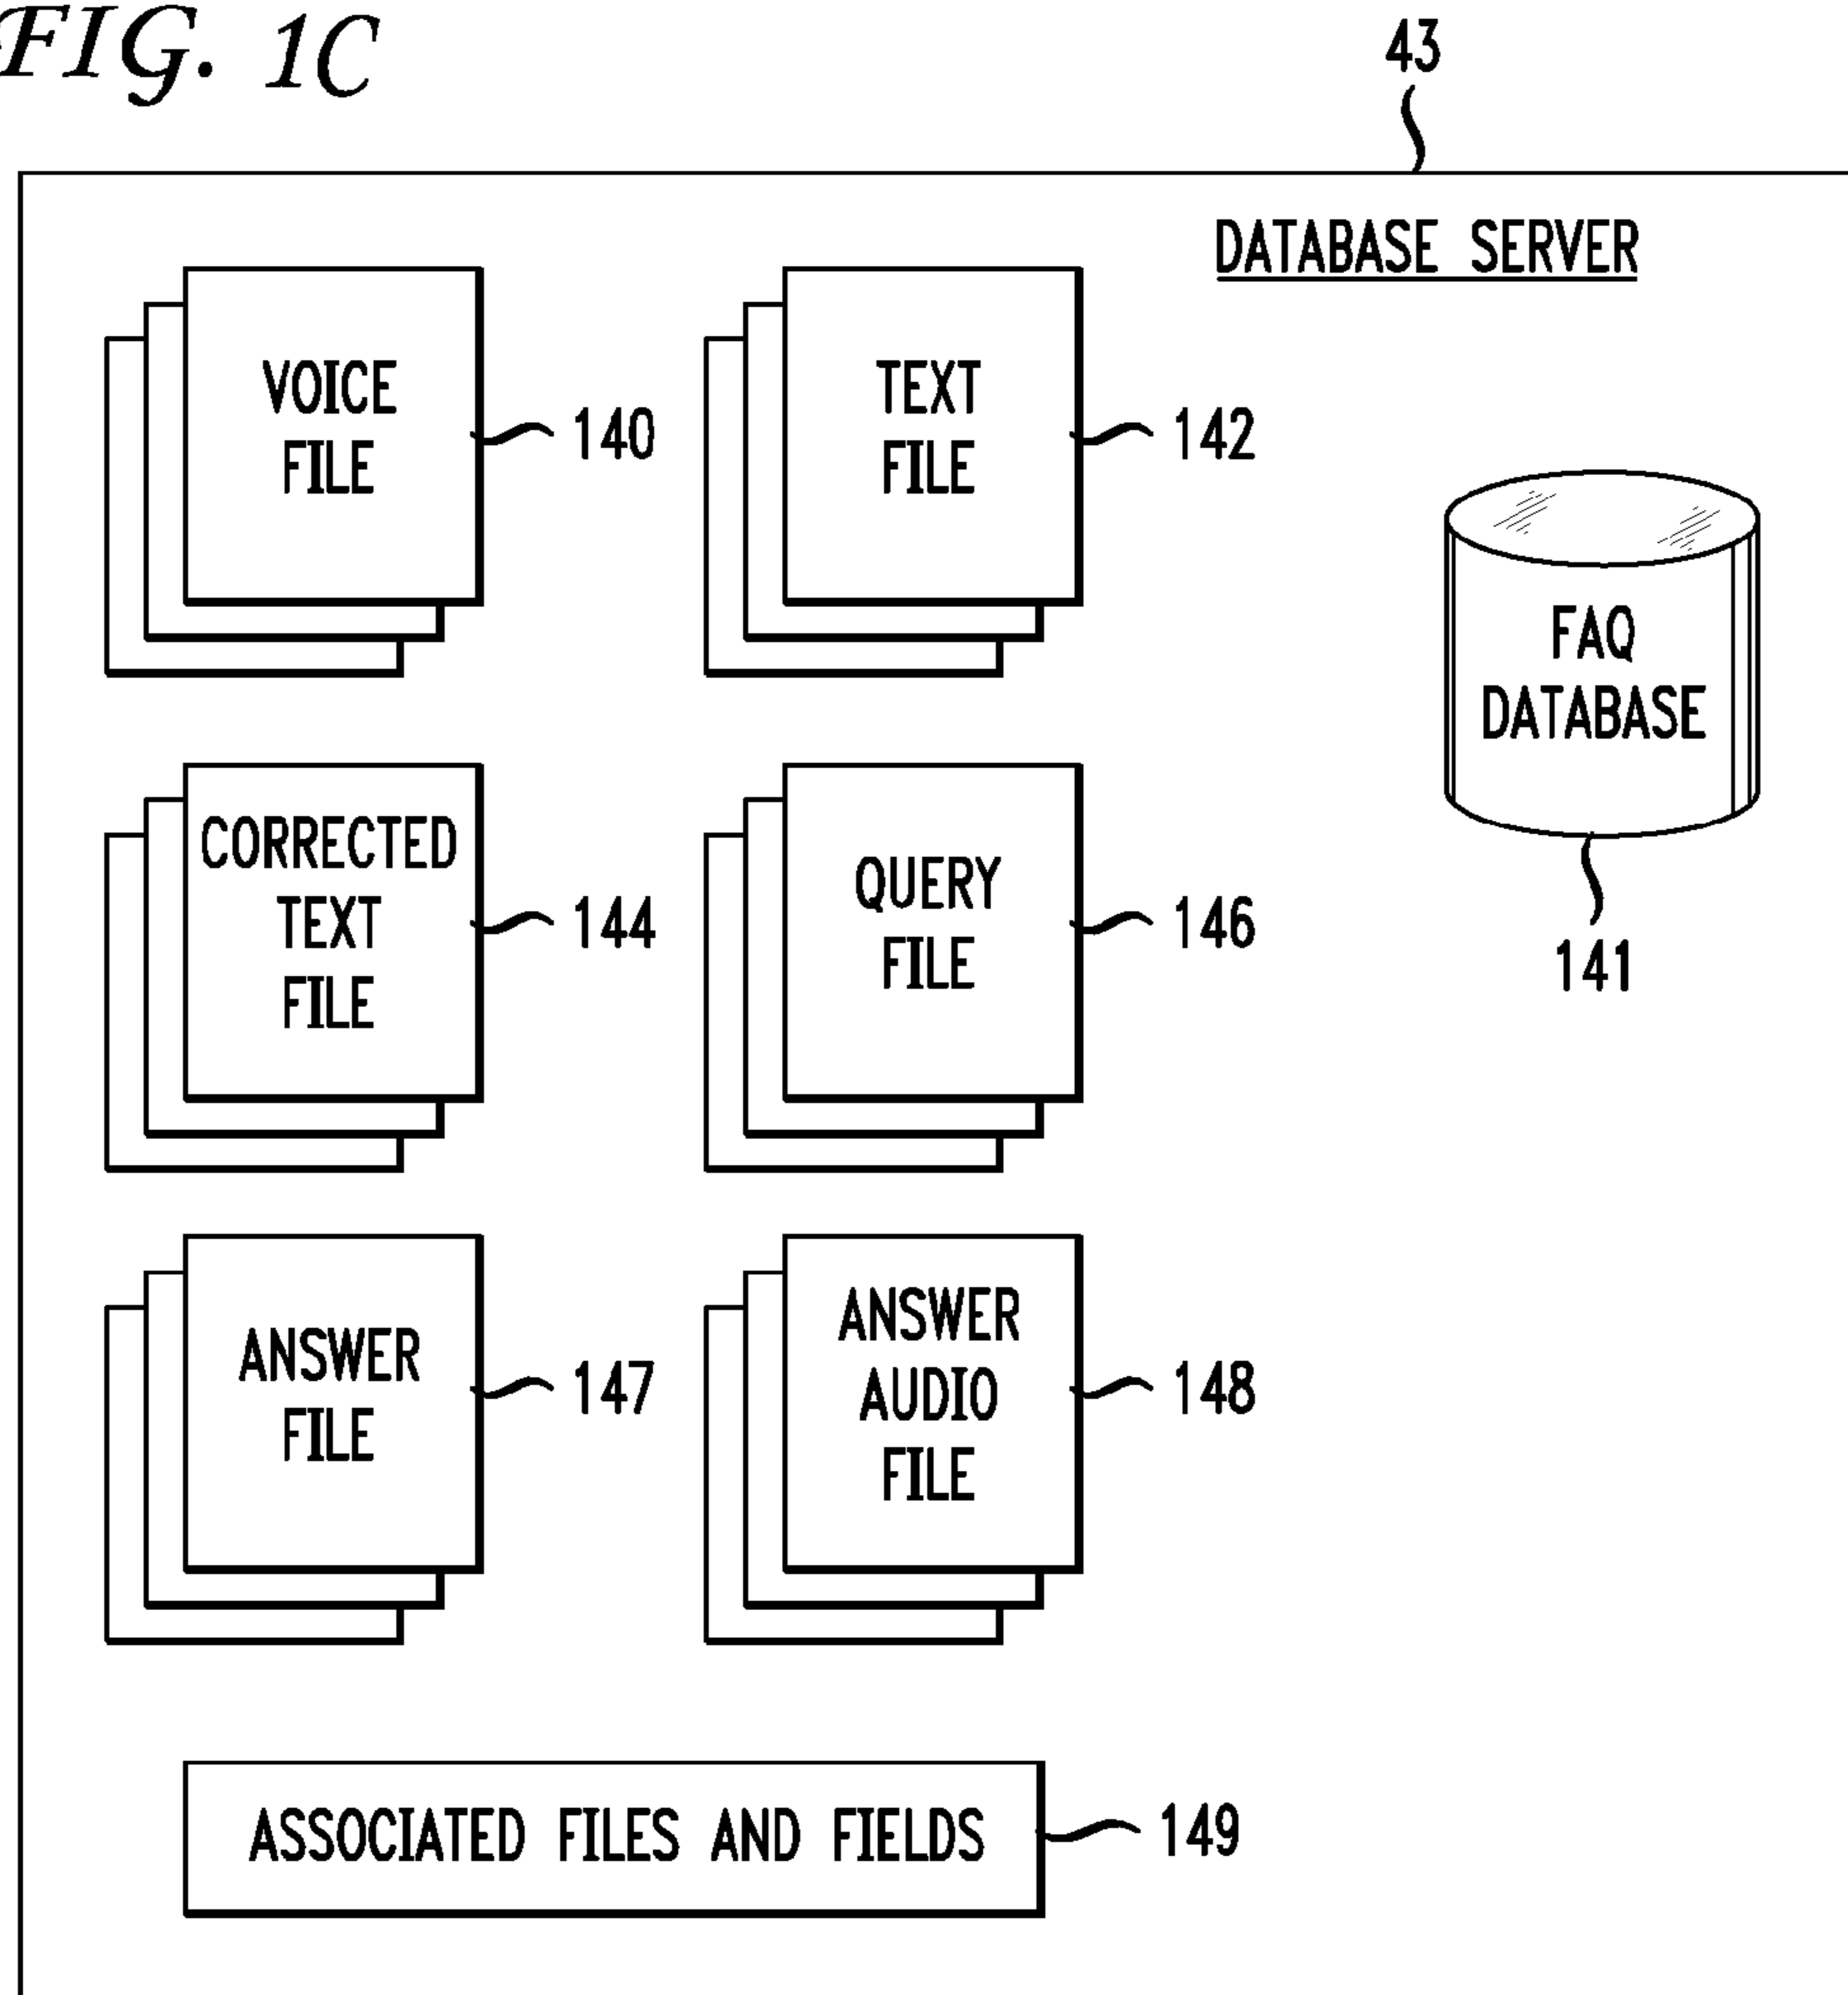 FIG. 1C
43
DATABASE SERVER
VOICE
FILE
140
TEXT
FILE
142
FAQ
DATABASE
141
CORRECTED
TEXT
FILE
144
QUERY
FILE
146
ANSWER
FILE
147
ANSWER
AUDIO
FILE
148
ASSOCIATED FILES AND FIELDS
149